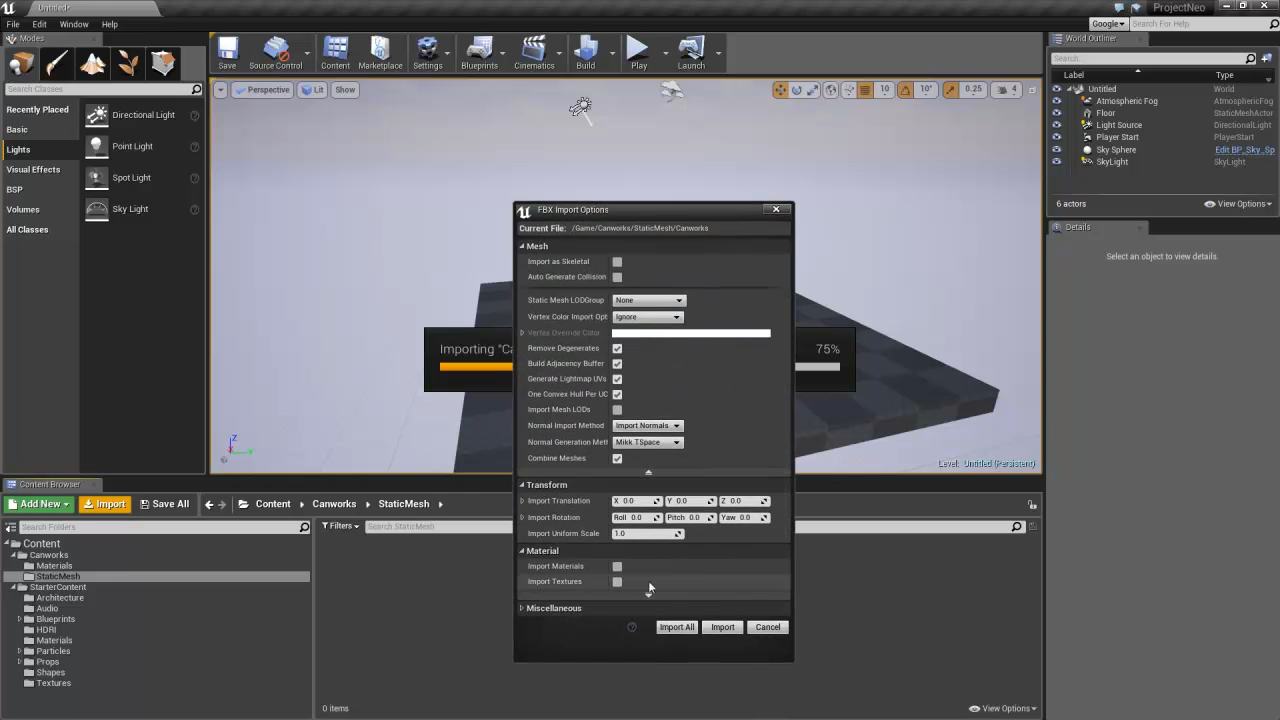 Untitled*
ProjectNeo
File Edit Window Help
Google
Search For Help
Modes
Search Classes
Recently Placed
Basic
Lights
Visual Effects
BSP
Volumes
All Classes
Directional Light
Point Light
Spot Light
Sky Light
Save
Source Control
Content
Marketplace
Settings
Blueprints
Cinematics
Build
Play
Launch
Perspective
Lit
Show
10
10°
0.25
4
World Outliner
Search...
Label Type
Untitled World
Atmospheric Fog AtmosphericFog
Floor StaticMeshActor
Light Source DirectionalLight
Player Start PlayerStart
Sky Sphere Edit BP_Sky_Sp
SkyLight SkyLight
6 actors
View Options
Details
Select an object to view details.
Importing "Ca
75%
Z
Level: Untitled (Persistent)
FBX Import Options
Current File: /Game/Canworks/StaticMesh/Canworks
Mesh
Import as Skeletal
Auto Generate Collision
Static Mesh LODGroup None
Vertex Color Import Opt Ignore
Vertex Override Color
Remove Degenerates
Build Adjacency Buffer
Generate Lightmap UVs
One Convex Hull Per UC
Import Mesh LODs
Normal Import Method Import Normals
Normal Generation Meth Mikk TSpace
Combine Meshes
Transform
Import Translation X 0.0 Y 0.0 Z 0.0
Import Rotation Roll 0.0 Pitch 0.0 Yaw 0.0
Import Uniform Scale 1.0
Material
Import Materials
Import Textures
Miscellaneous
Import All Import Cancel
Content Browser
Add New
Import
Save All
Content
Canworks
StaticMesh
Search Folders
Filters
Search StaticMesh
Content
Canworks
Materials
StaticMesh
StarterContent
Architecture
Audio
Blueprints
HDRI
Materials
Particles
Props
Shapes
Textures
0 items
View Options